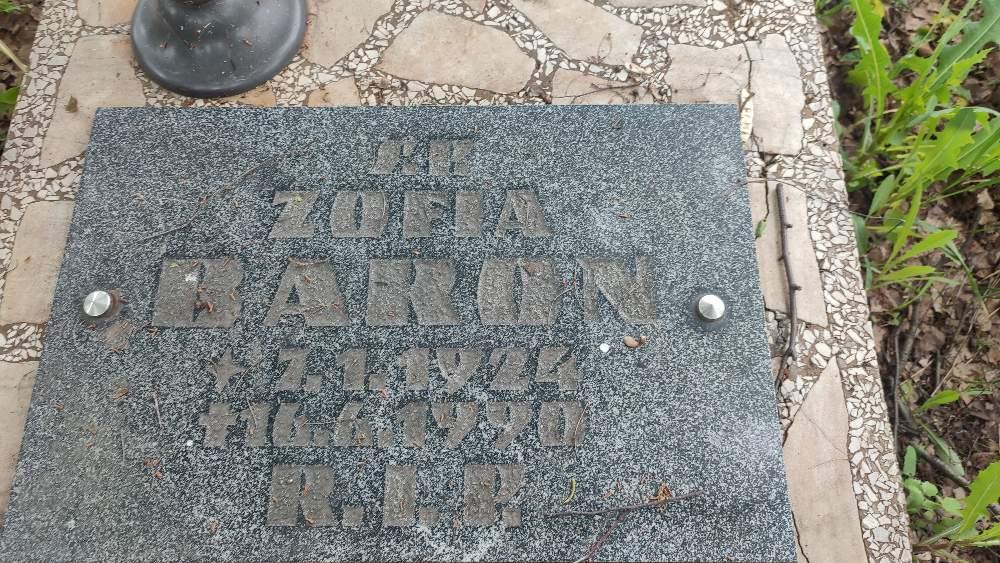 Ś.P.
ZOFIA
BARON
* 7.1.1924
✝16.6.1990
R.I.P.